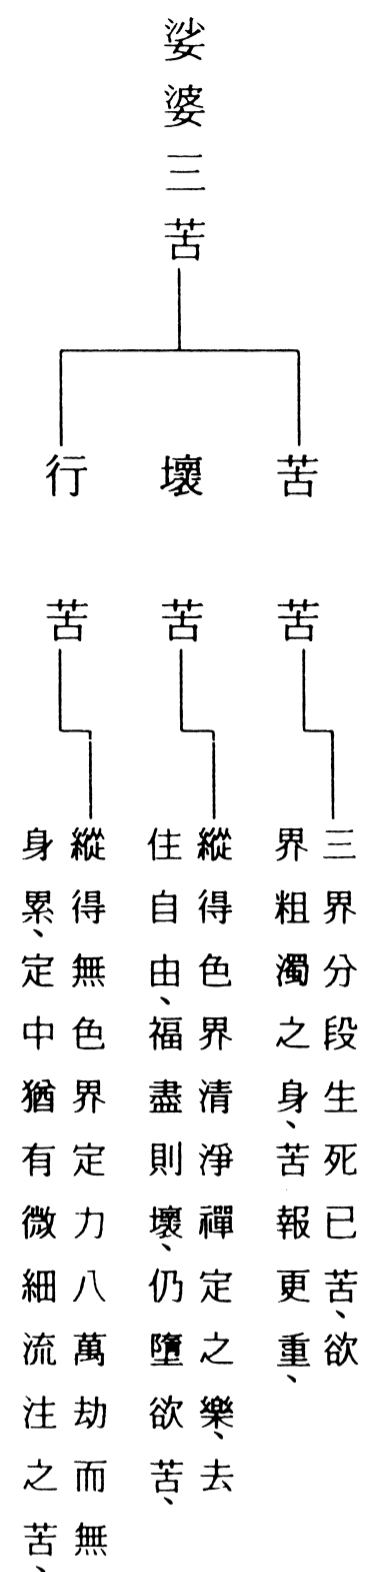 娑婆三苦
苦苦
三界分段生死已苦、欲
界粗濁之身、苦報更重、
壞苦
縱得色界清淨禪定之樂、去
住自由、福盡則壞、仍墮欲苦、
行苦
縱得無色界定力八萬劫而無
身累、定中猶有微細流注之苦、